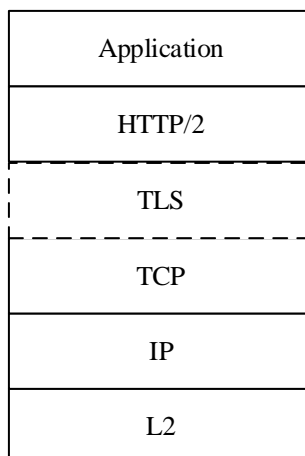 Application
HTTP/2
TLS
TCP
IP
L2